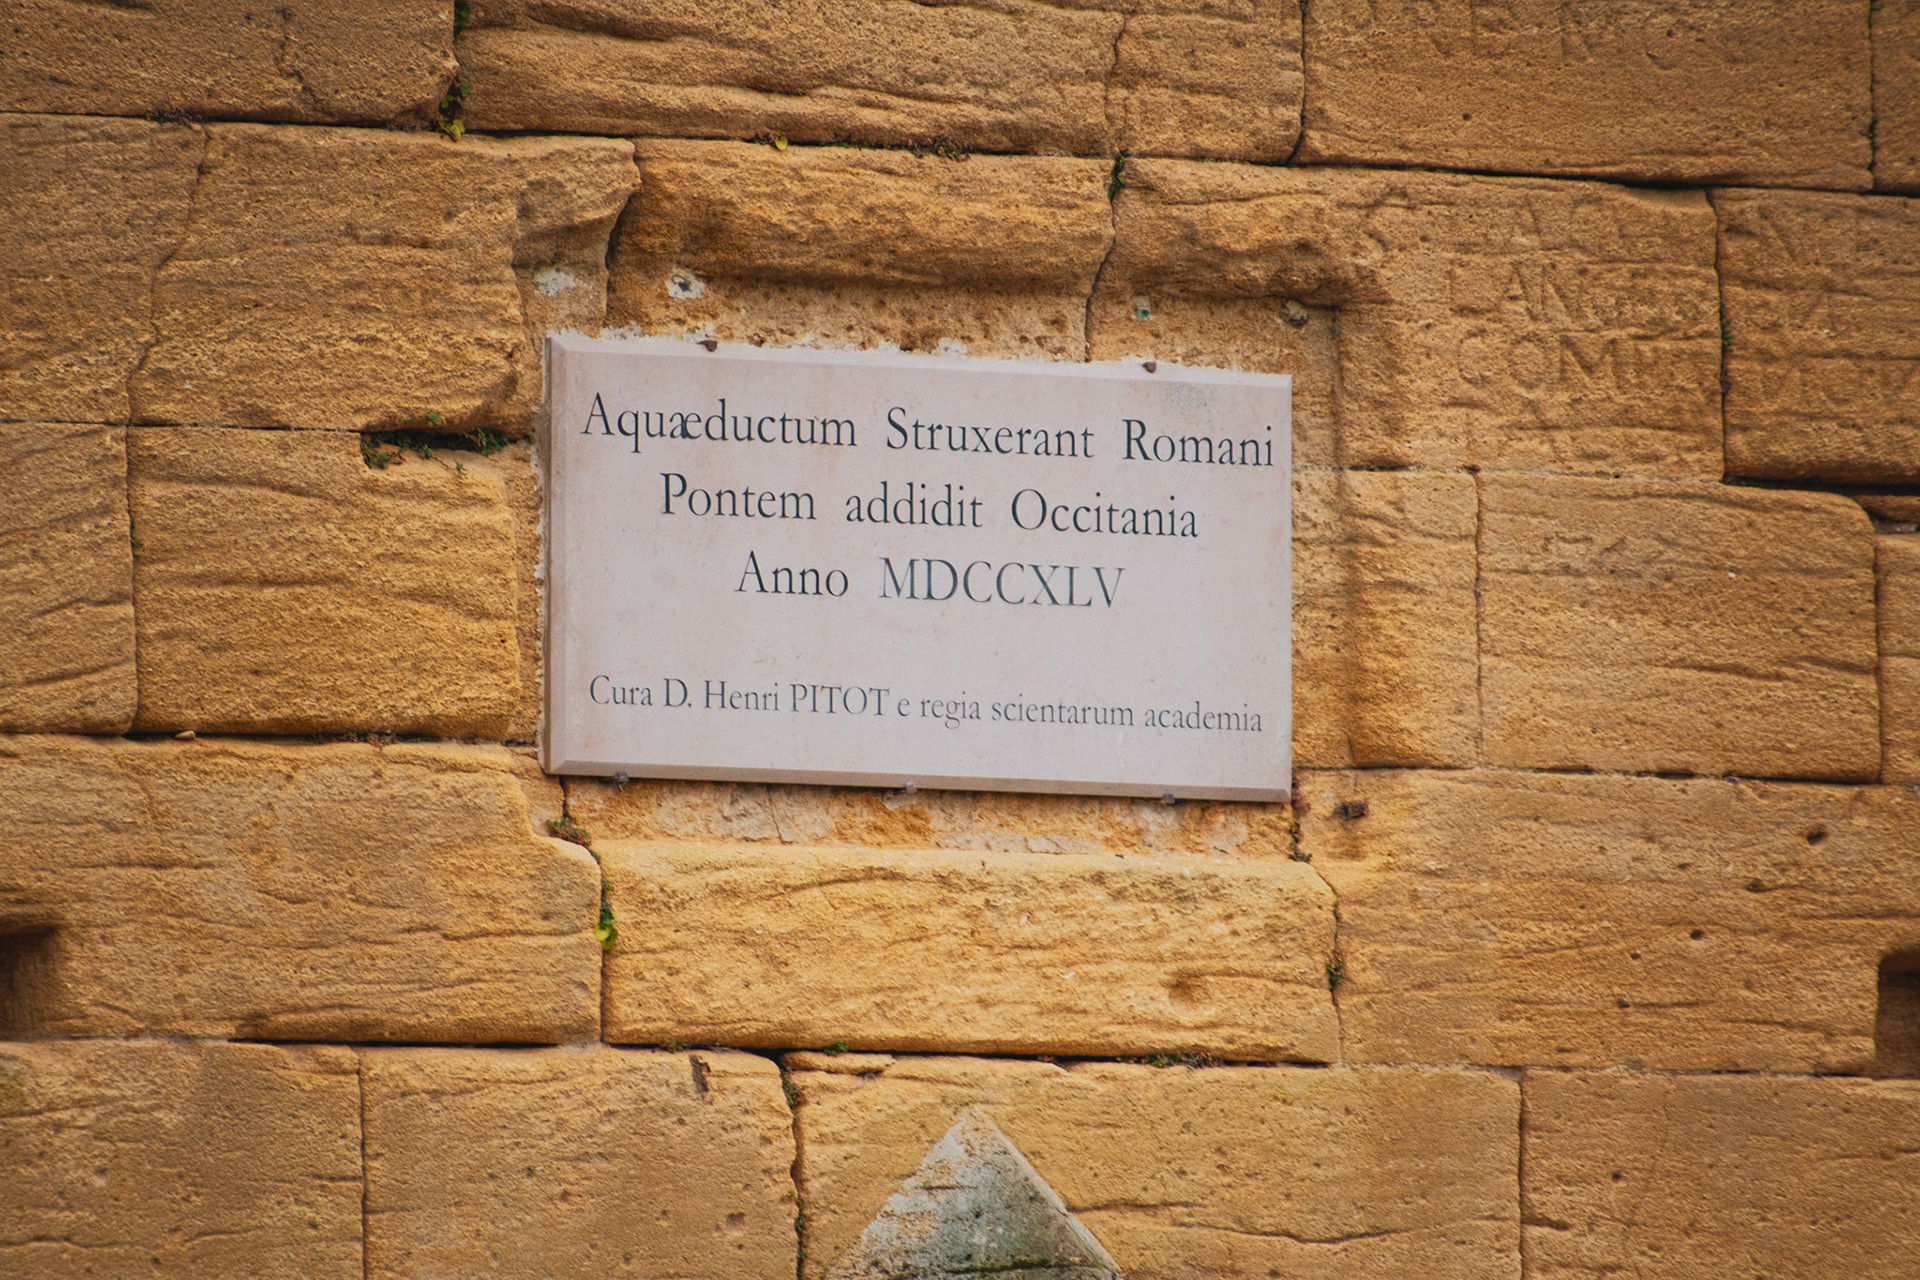 Aquæductum Struxerant Romani
Pontem addidit Occitania
Anno MDCCXLV
Cura D. Henri PITOT e regia scientarum academia